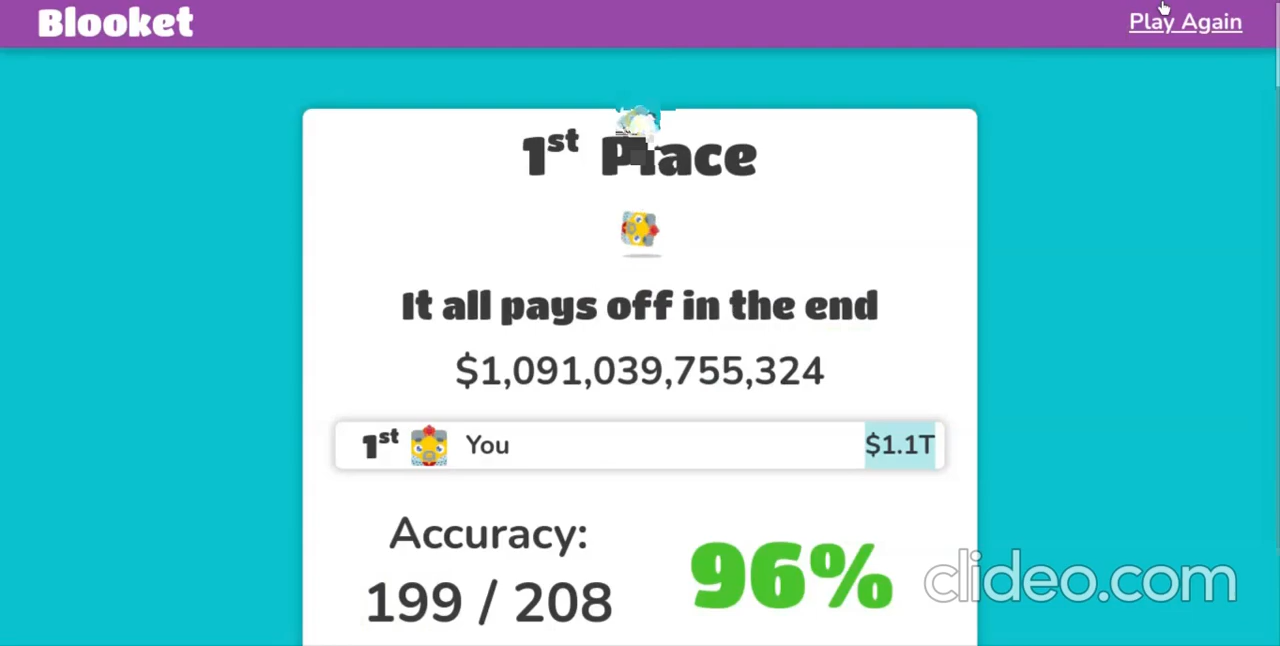 Blooket
Play Again
1st Place
It all pays off in the end
$1,091,039,755,324
1st You $1.1T
Accuracy:
199 / 208
96%
clideo.com